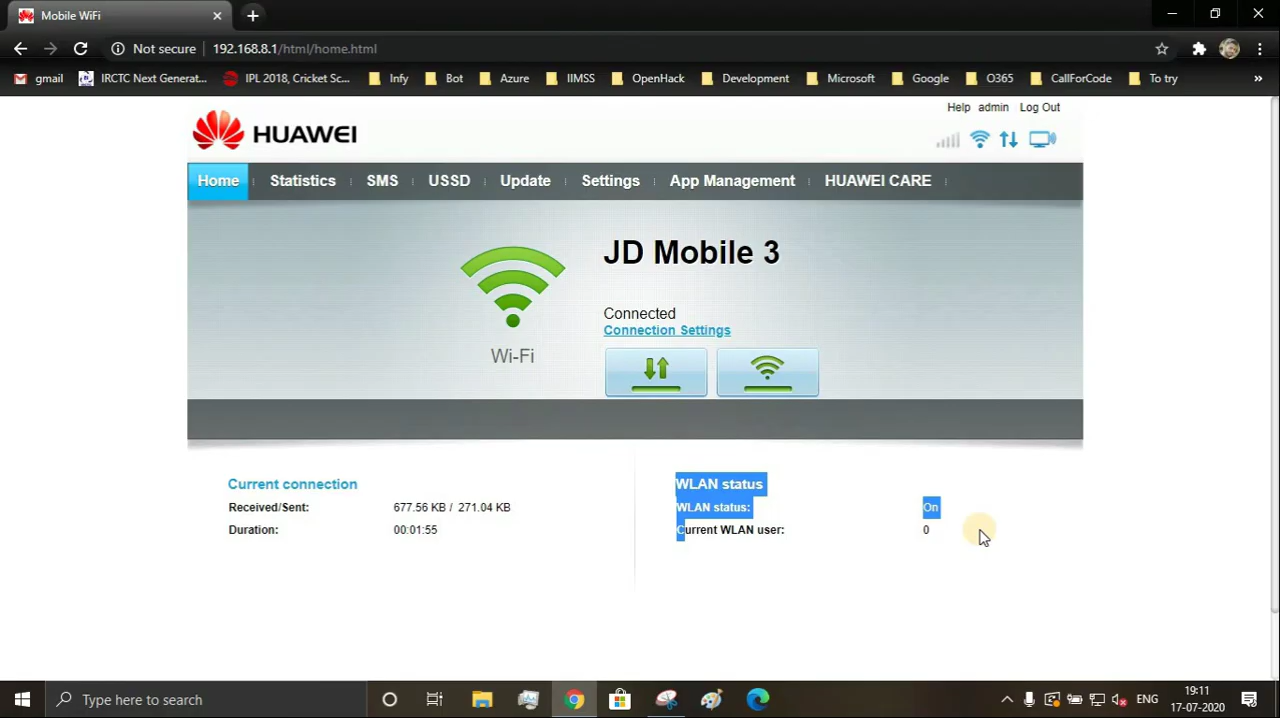 Mobile WiFi
Not secure 192.168.8.1/html/home.html
gmail IRCTC Next Generat... IPL 2018, Cricket Sc... Infy Bot Azure IIMSS OpenHack Development Microsoft Google O365 CallForCode To try »
Help admin Log Out
HUAWEI
Home Statistics SMS USSD Update Settings App Management HUAWEI CARE
JD Mobile 3
Connected
Connection Settings
Wi-Fi
Current connection
Received/Sent: 677.56 KB / 271.04 KB
Duration: 00:01:55
WLAN status
WLAN status: On
Current WLAN user: 0
Type here to search
ENG
19:11
17-07-2020